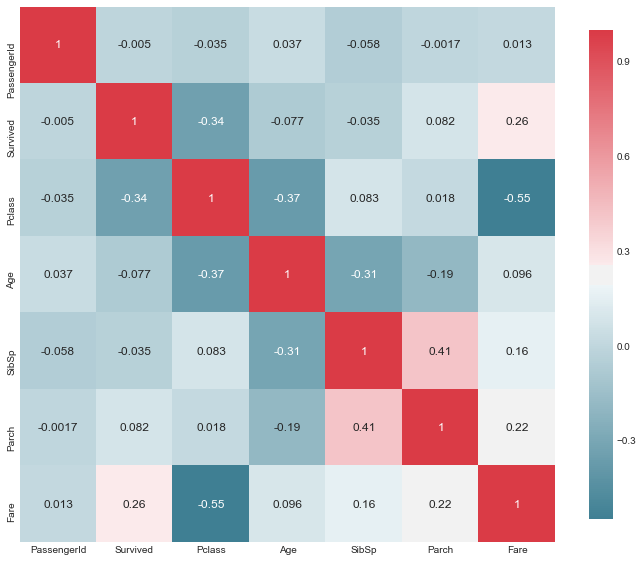 PassengerId 1 -0.005 -0.035 0.037 -0.058 -0.0017 0.013
Survived -0.005 1 -0.34 -0.077 -0.035 0.082 0.26
Pclass -0.035 -0.34 1 -0.37 0.083 0.018 -0.55
Age 0.037 -0.077 -0.37 1 -0.31 -0.19 0.096
SibSp -0.058 -0.035 0.083 -0.31 1 0.41 0.16
Parch -0.0017 0.082 0.018 -0.19 0.41 1 0.22
Fare 0.013 0.26 -0.55 0.096 0.16 0.22 1
PassengerId Survived Pclass Age SibSp Parch Fare
0.9
0.6
0.3
0.0
−0.3